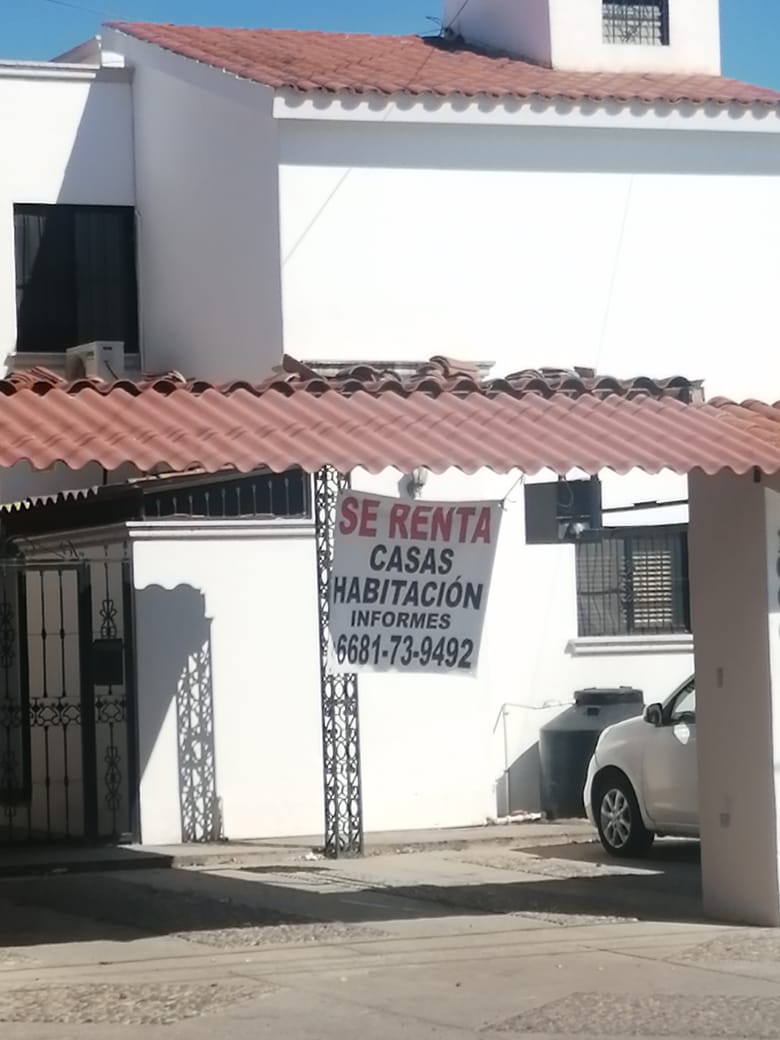 SE RENTA
CASAS
HABITACIÓN
INFORMES
6681-73-9492